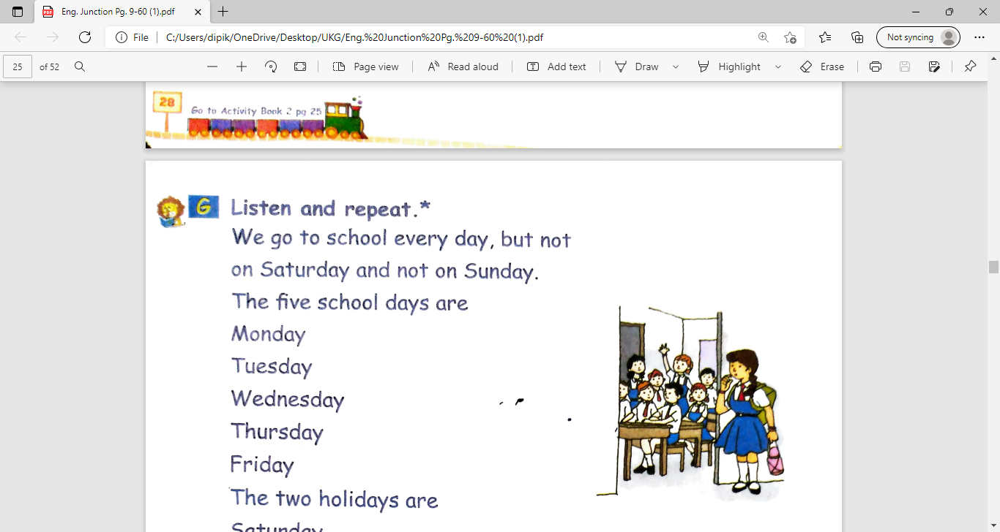 Eng. Junction Pg. 9-60 (1).pdf
File
C:/Users/dipik/OneDrive/Desktop/UKG/Eng.%20Junction%20Pg.%209-60%20(1).pdf
Not syncing
25 of 52
Page view
Read aloud
Add text
Draw
Highlight
Erase
28
Go to Activity Book 2 pg 25
G Listen and repeat.*
We go to school every day, but not
on Saturday and not on Sunday.
The five school days are
Monday
Tuesday
Wednesday
Thursday
Friday
The two holidays are
Saturday